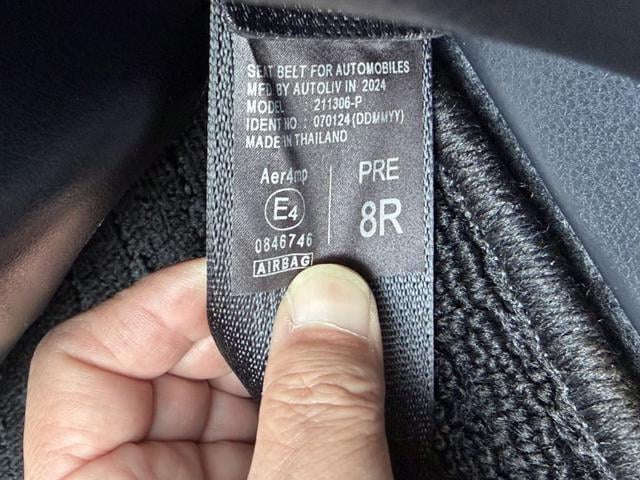 SEAT BELT FOR AUTOMOBILES
MFD BY AUTOLIV IN 2024
MODEL 211306-P
IDENT NO.: 070124 (DDMMYY)
MADE IN THAILAND
Aer4mp
E4
0846746
AIRBAG
PRE
8R